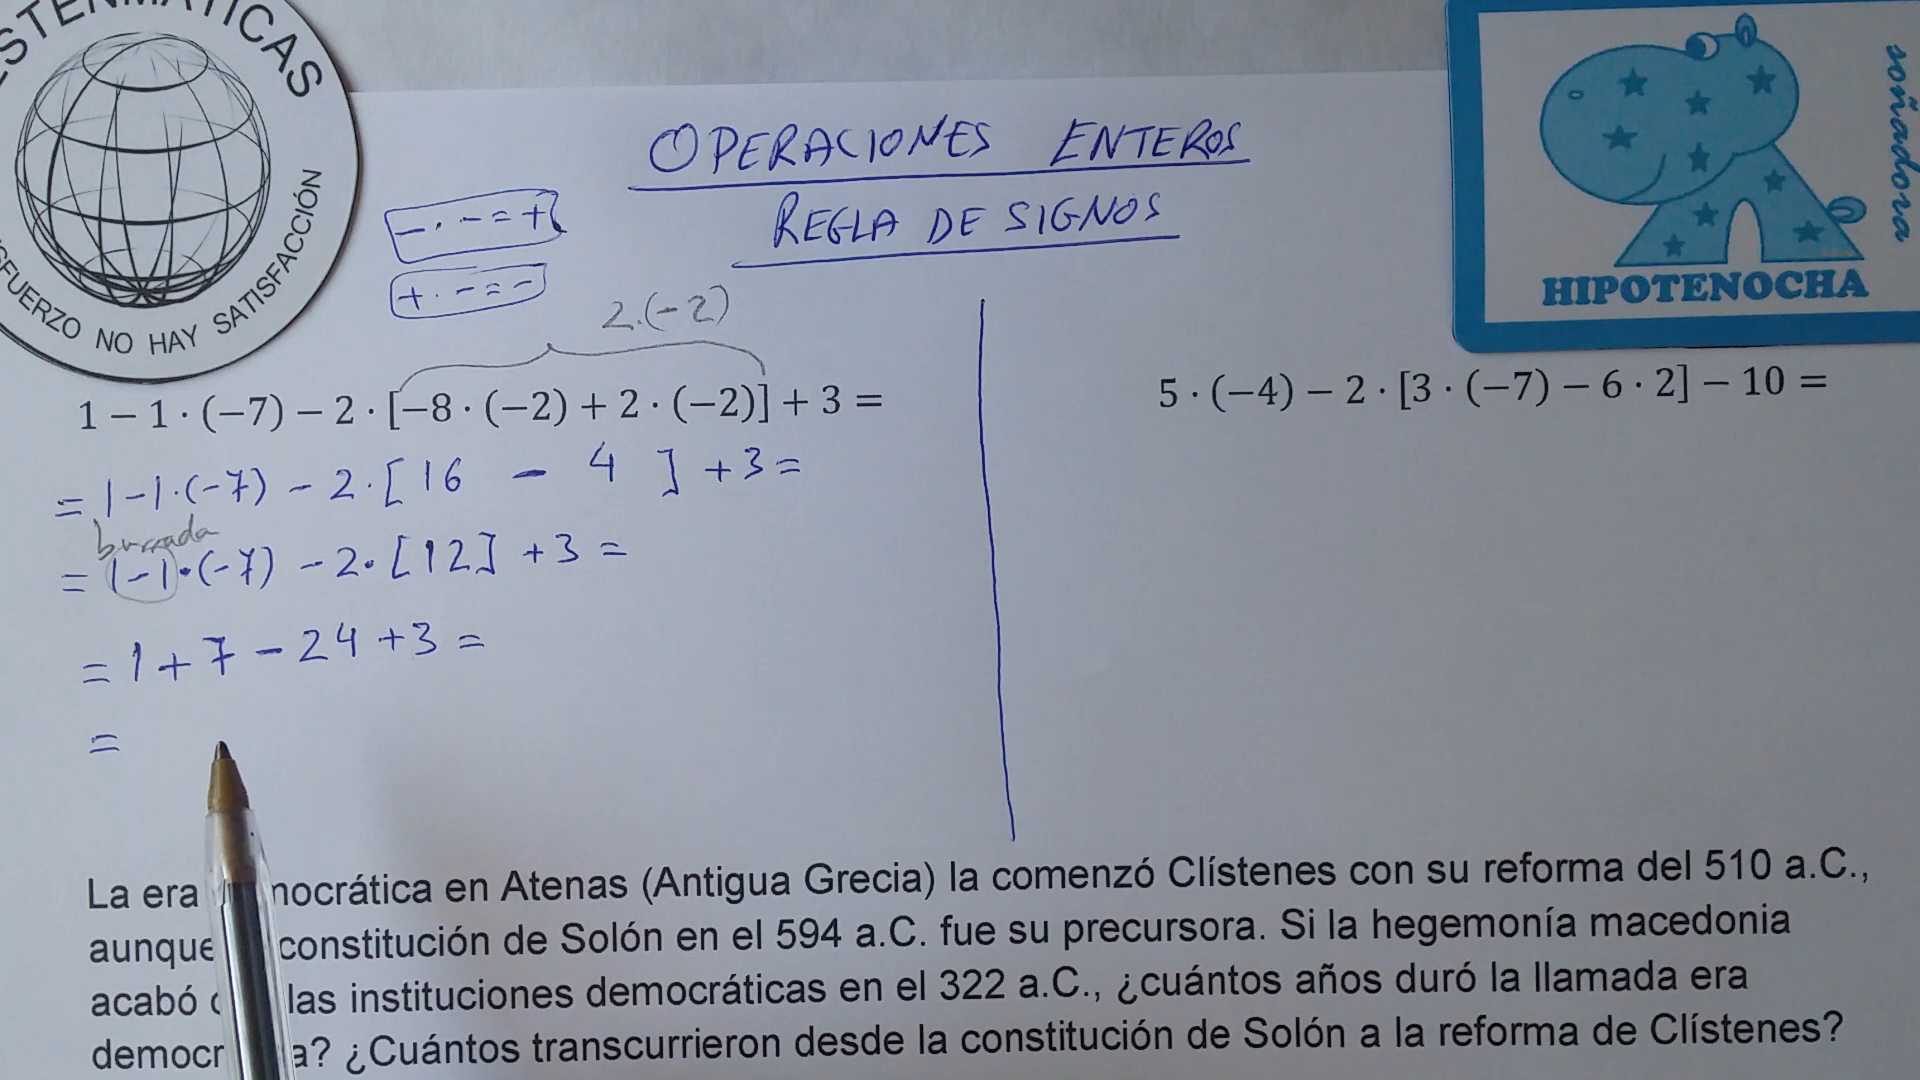 STENMÁTICAS
SFUERZO NO HAY SATISFACCIÓN
soñadora
HIPOTENOCHA
OPERACIONES ENTEROS
REGLA DE SIGNOS
- · - = +
+ · - = -
2·(-2)
1 − 1 · (−7) − 2 · [−8 · (−2) + 2 · (−2)] + 3 =
= 1-1·(-7) - 2·[16 - 4] +3 =
burrada
= 1-1·(-7) - 2·[12] +3 =
= 1+7-24+3 =
=
5 · (−4) − 2 · [3 · (−7) − 6 · 2] − 10 =
La era mocrática en Atenas (Antigua Grecia) la comenzó Clístenes con su reforma del 510 a.C.,
aunque constitución de Solón en el 594 a.C. fue su precursora. Si la hegemonía macedonia
acabó las instituciones democráticas en el 322 a.C., ¿cuántos años duró la llamada era
democr a? ¿Cuántos transcurrieron desde la constitución de Solón a la reforma de Clístenes?